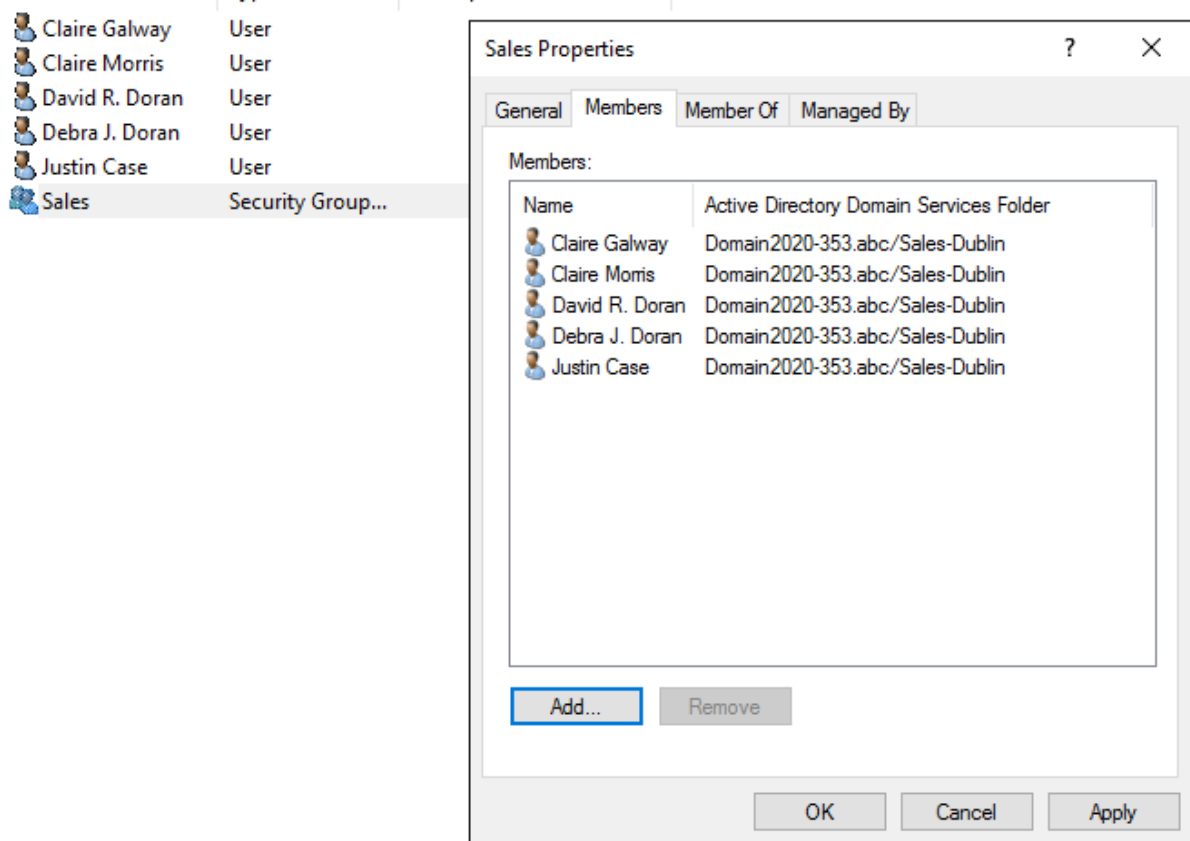 Claire Galway User
Claire Morris User
David R. Doran User
Debra J. Doran User
Justin Case User
Sales Security Group...
Sales Properties ?
General Members Member Of Managed By
Members:
Name Active Directory Domain Services Folder
Claire Galway Domain2020-353.abc/Sales-Dublin
Claire Morris Domain2020-353.abc/Sales-Dublin
David R. Doran Domain2020-353.abc/Sales-Dublin
Debra J. Doran Domain2020-353.abc/Sales-Dublin
Justin Case Domain2020-353.abc/Sales-Dublin
Add... Remove
OK Cancel Apply